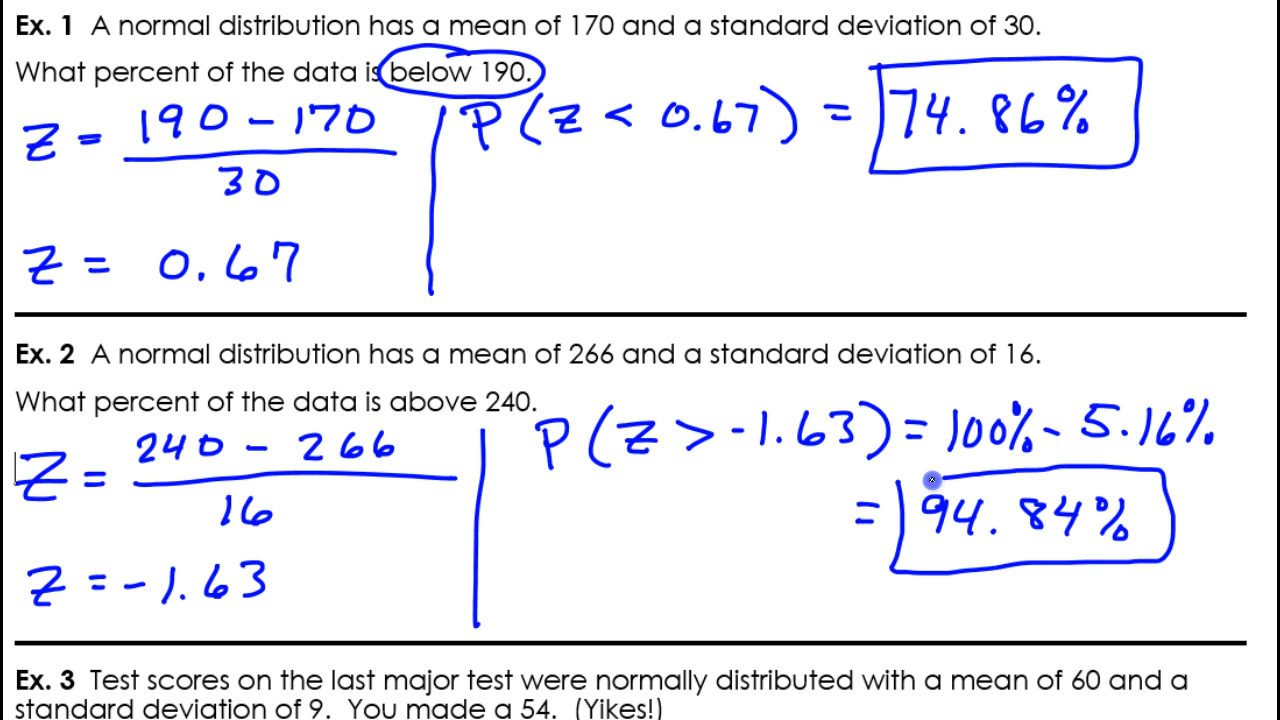 Ex. 1 A normal distribution has a mean of 170 and a standard deviation of 30.
What percent of the data is below 190.
Z = 190 - 170
30
P(Z < 0.67) = 74.86%
Z = 0.67
Ex. 2 A normal distribution has a mean of 266 and a standard deviation of 16.
What percent of the data is above 240.
Z = 240 - 266
16
P(Z > -1.63) = 100% - 5.16%
= 94.84%
Z = -1.63
Ex. 3 Test scores on the last major test were normally distributed with a mean of 60 and a
standard deviation of 9. You made a 54. (Yikes!)